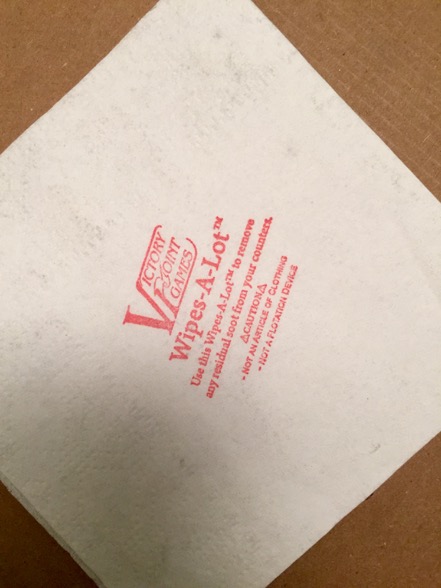 VICTORY
POINT
GAMES
Wipes-A-Lot™
Use this Wipes-A-Lot™ to remove
any residual soot from your counters.
⚠CAUTION⚠
- NOT AN ARTICLE OF CLOTHING
- NOT A FLOTATION DEVICE